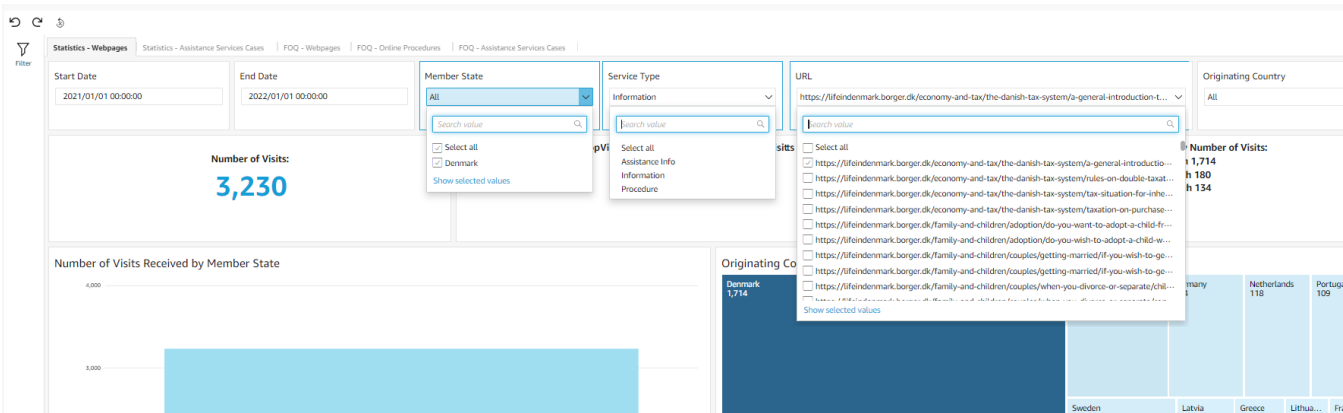 Filter
Statistics - Webpages
Statistics - Assistance Services Cases
FOQ - Webpages
FOQ - Online Procedures
FOQ - Assistance Services Cases
Start Date
2021/01/01 00:00:00
End Date
2022/01/01 00:00:00
Member State
All
Search value
Select all
Denmark
Show selected values
Service Type
Information
Search value
Select all
Assistance Info
Information
Procedure
URL
https://lifeindenmark.borger.dk/economy-and-tax/the-danish-tax-system/a-general-introduction-t...
Search value
Select all
https://lifeindenmark.borger.dk/economy-and-tax/the-danish-tax-system/a-general-introductio...
https://lifeindenmark.borger.dk/economy-and-tax/the-danish-tax-system/rules-on-double-taxat...
https://lifeindenmark.borger.dk/economy-and-tax/the-danish-tax-system/tax-situation-for-inhe...
https://lifeindenmark.borger.dk/economy-and-tax/the-danish-tax-system/taxation-on-purchase...
https://lifeindenmark.borger.dk/family-and-children/adoption/do-you-want-to-adopt-a-child-fr...
https://lifeindenmark.borger.dk/family-and-children/adoption/do-you-wish-to-adopt-a-child-w...
https://lifeindenmark.borger.dk/family-and-children/couples/getting-married/if-you-wish-to-ge...
https://lifeindenmark.borger.dk/family-and-children/couples/getting-married/if-you-wish-to-ge...
https://lifeindenmark.borger.dk/family-and-children/couples/when-you-divorce-or-separate/chil...
Show selected values
Originating Country
All
Number of Visits:
3,230
Number of Visits:
1,714
180
134
Number of Visits Received by Member State
4,000
3,000
Originating Co
Denmark
1,714
Netherlands
118
Portuga
109
Sweden
Latvia
Greece
Lithua...